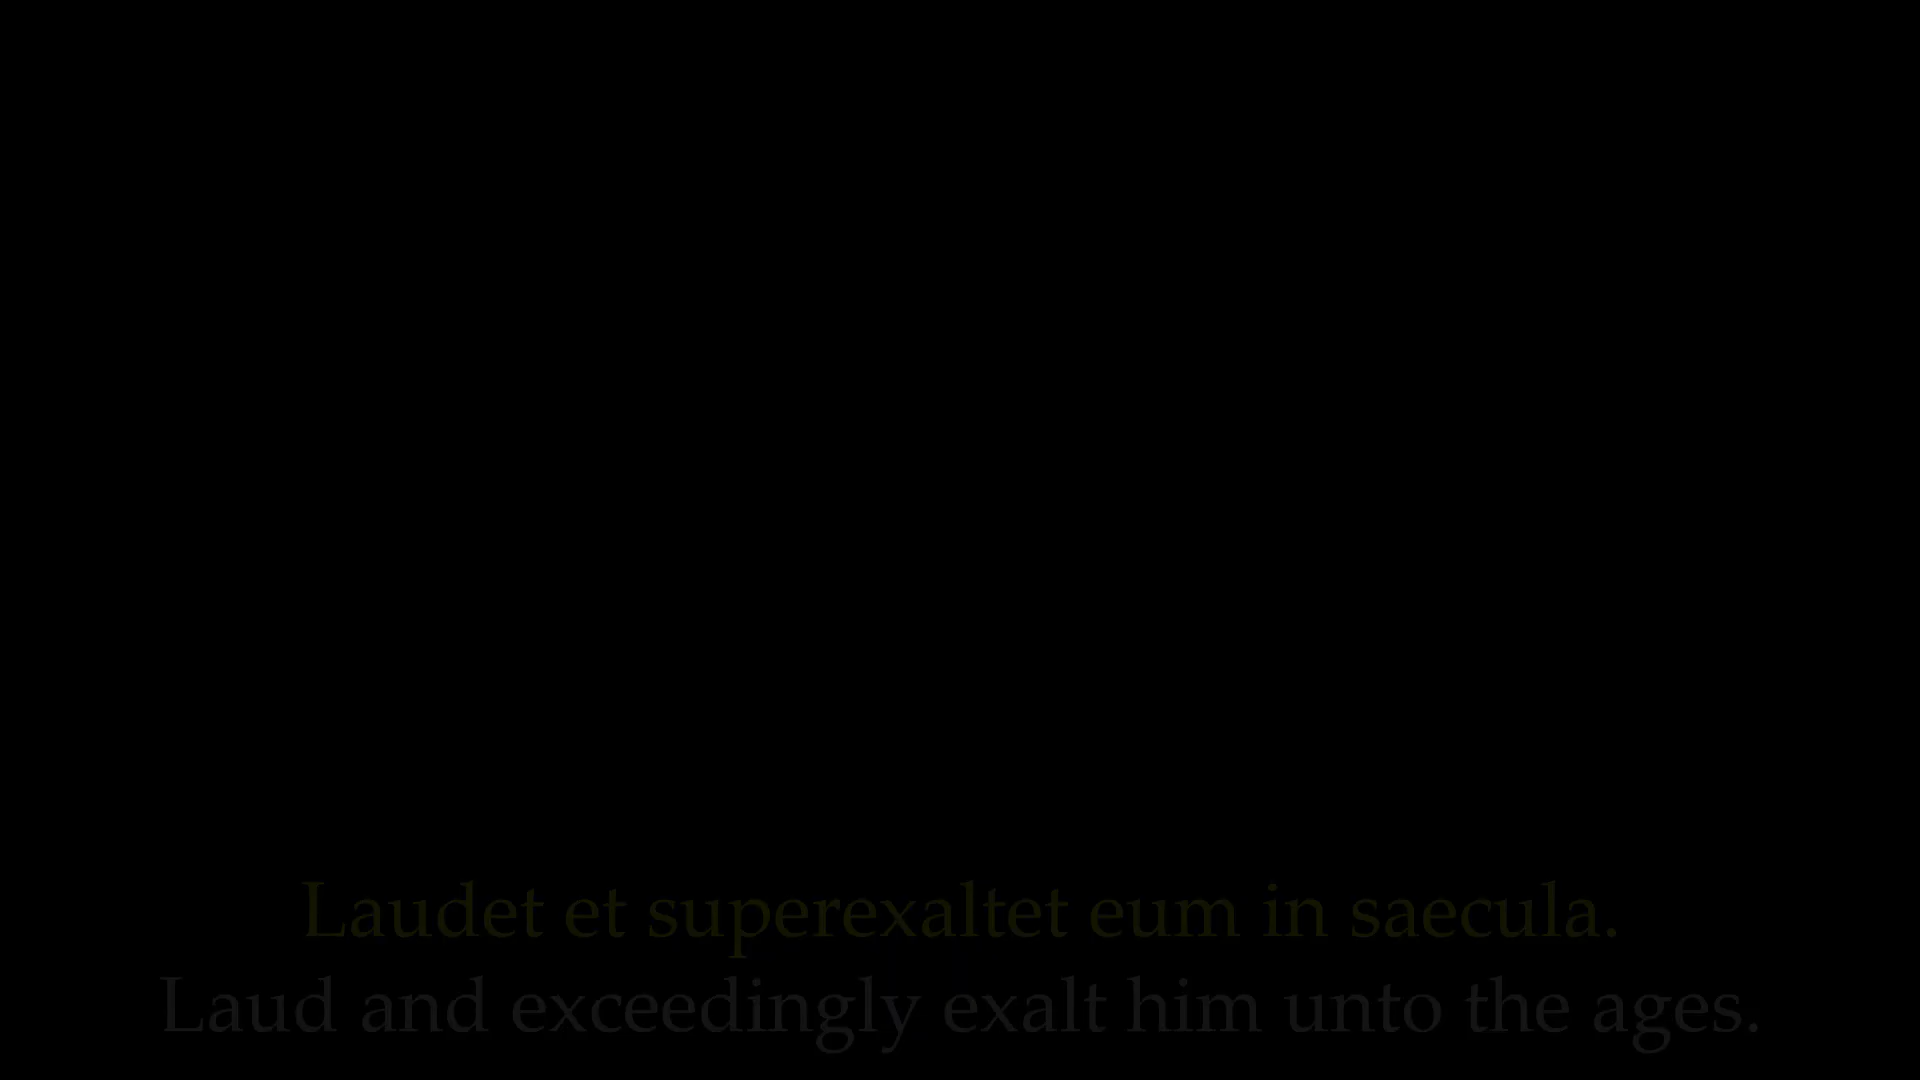 Laudet et superexaltet eum in saecula.
Laud and exceedingly exalt him unto the ages.